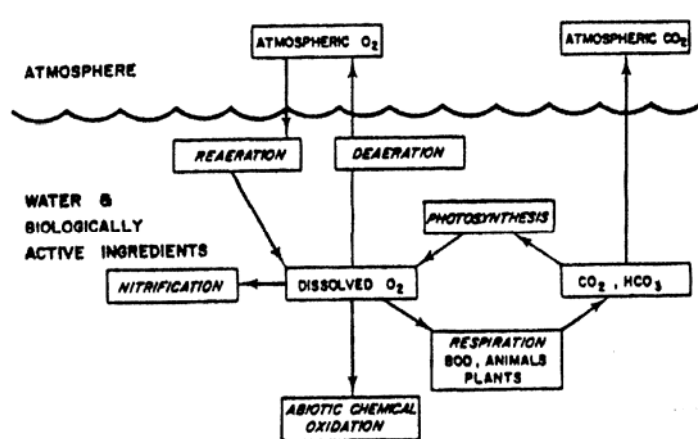 ATMOSPHERIC O₂
ATMOSPHERIC CO₂
ATMOSPHERE
REAERATION
DEAERATION
WATER &
BIOLOGICALLY
ACTIVE INGREDIENTS
PHOTOSYNTHESIS
NITRIFICATION
DISSOLVED O₂
CO₂, HCO₃
RESPIRATION
BOD, ANIMALS
PLANTS
ABIOTIC CHEMICAL
OXIDATION